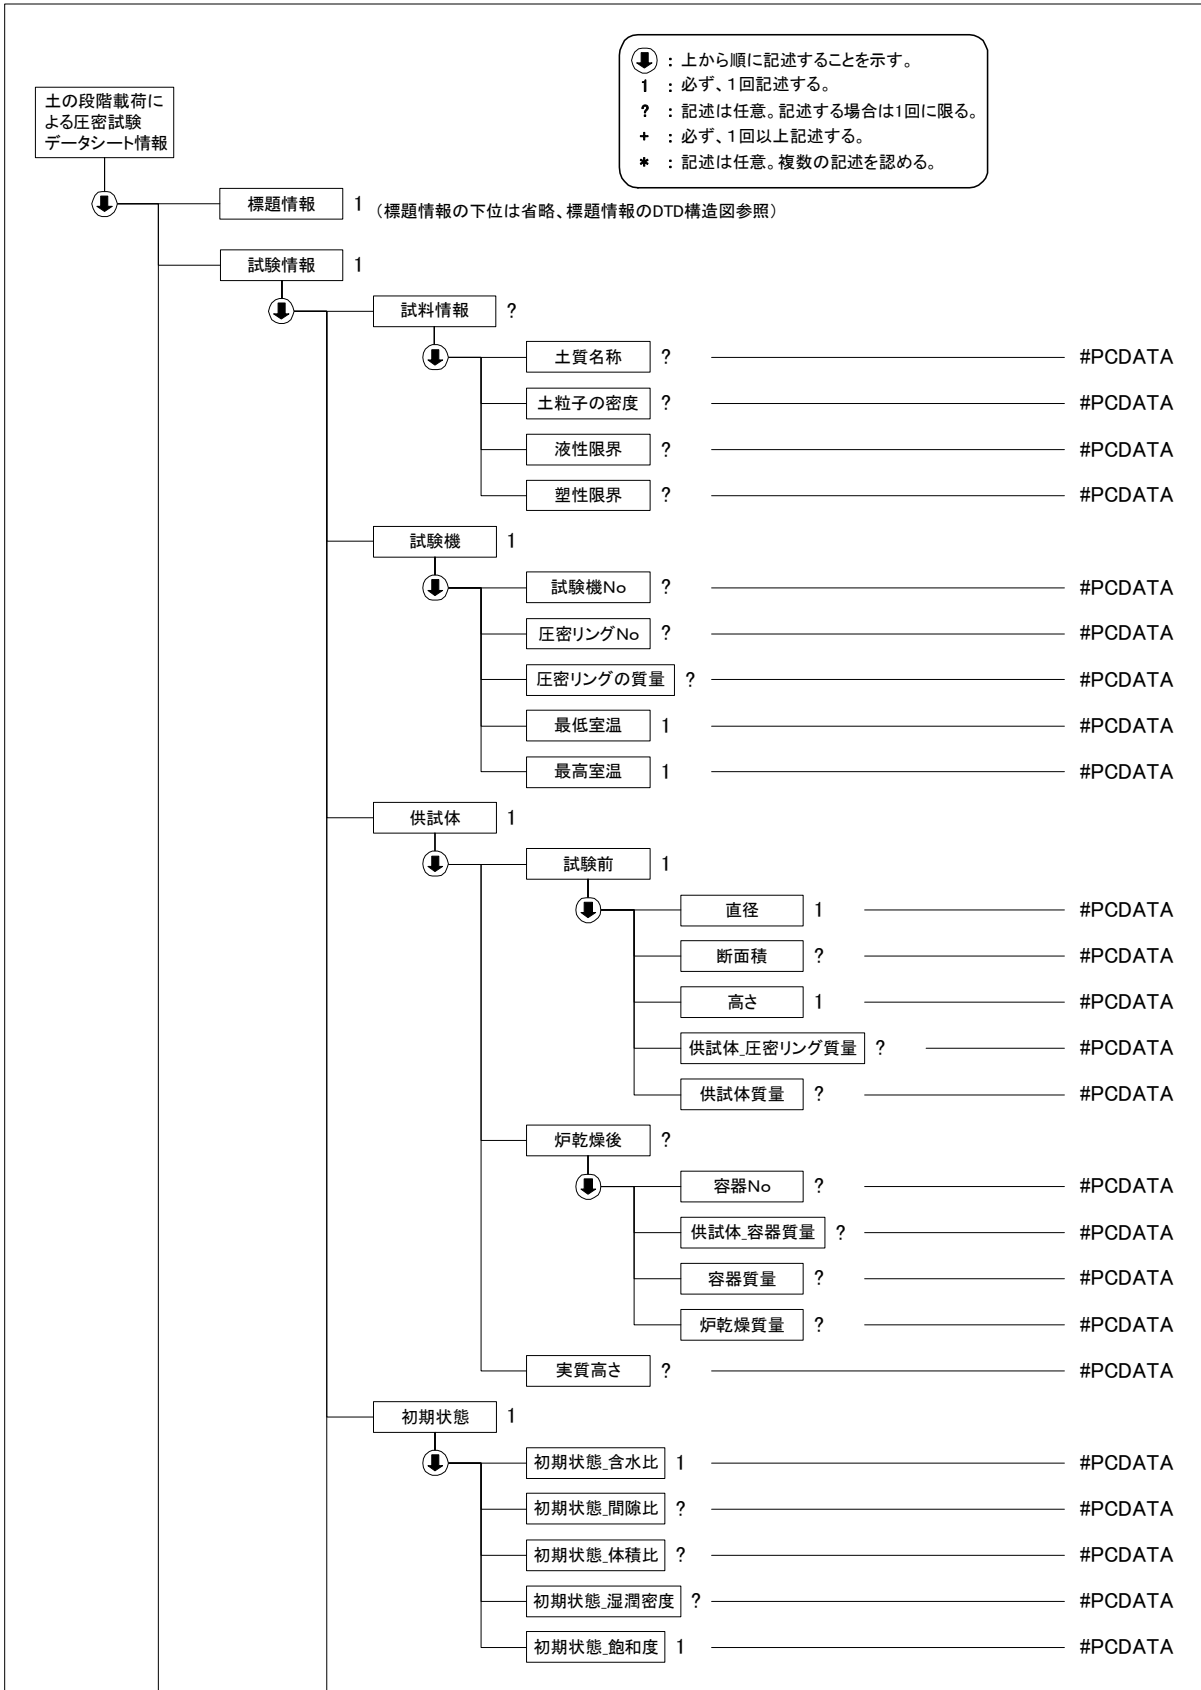 ：上から順に記述することを示す。
1 ：必ず、1回記述する。
? ：記述は任意。記述する場合は1回に限る。
+ ：必ず、1回以上記述する。
* ：記述は任意。複数の記述を認める。
土の段階載荷に
よる圧密試験
データシート情報
標題情報 1 （標題情報の下位は省略、標題情報のDTD構造図参照）
試験情報 1
試料情報 ?
土質名称 ? #PCDATA
土粒子の密度 ? #PCDATA
液性限界 ? #PCDATA
塑性限界 ? #PCDATA
試験機 1
試験機No ? #PCDATA
圧密リングNo ? #PCDATA
圧密リングの質量 ? #PCDATA
最低室温 1 #PCDATA
最高室温 1 #PCDATA
供試体 1
試験前 1
直径 1 #PCDATA
断面積 ? #PCDATA
高さ 1 #PCDATA
供試体_圧密リング質量 ? #PCDATA
供試体質量 ? #PCDATA
炉乾燥後 ?
容器No ? #PCDATA
供試体_容器質量 ? #PCDATA
容器質量 ? #PCDATA
炉乾燥質量 ? #PCDATA
実質高さ ? #PCDATA
初期状態 1
初期状態_含水比 1 #PCDATA
初期状態_間隙比 ? #PCDATA
初期状態_体積比 ? #PCDATA
初期状態_湿潤密度 ? #PCDATA
初期状態_飽和度 1 #PCDATA